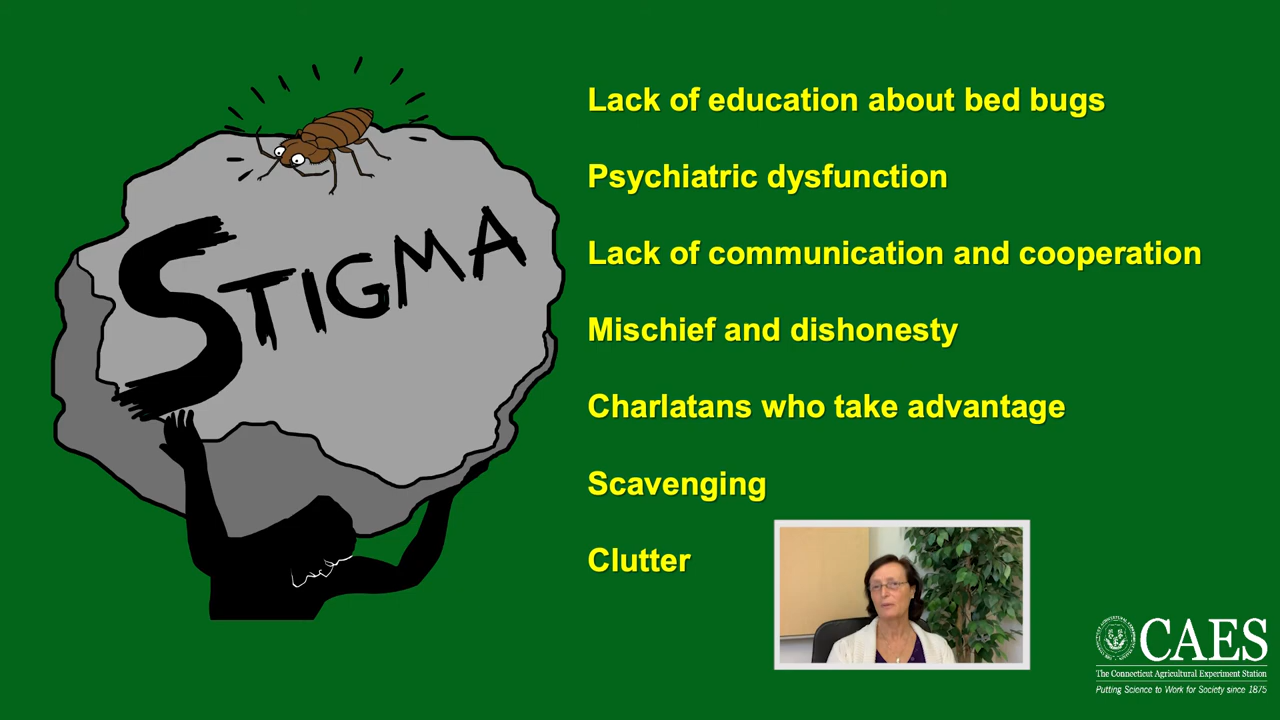 STIGMA
Lack of education about bed bugs
Psychiatric dysfunction
Lack of communication and cooperation
Mischief and dishonesty
Charlatans who take advantage
Scavenging
Clutter
CAES
The Connecticut Agricultural Experiment Station
Putting Science to Work for Society since 1875